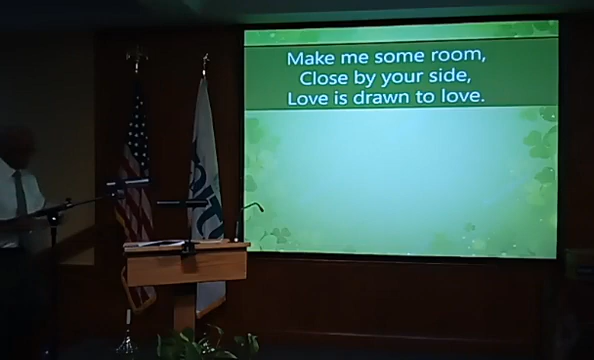 Make me some room,
Close by your side,
Love is drawn to love.